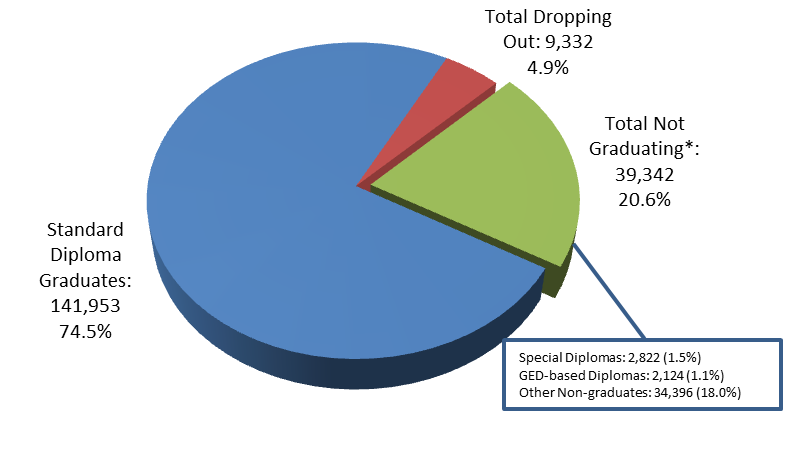 Total Dropping
Out: 9,332
4.9%
Total Not
Graduating*:
39,342
20.6%
Standard
Diploma
Graduates:
141,953
74.5%
Special Diplomas: 2,822 (1.5%)
GED-based Diplomas: 2,124 (1.1%)
Other Non-graduates: 34,396 (18.0%)